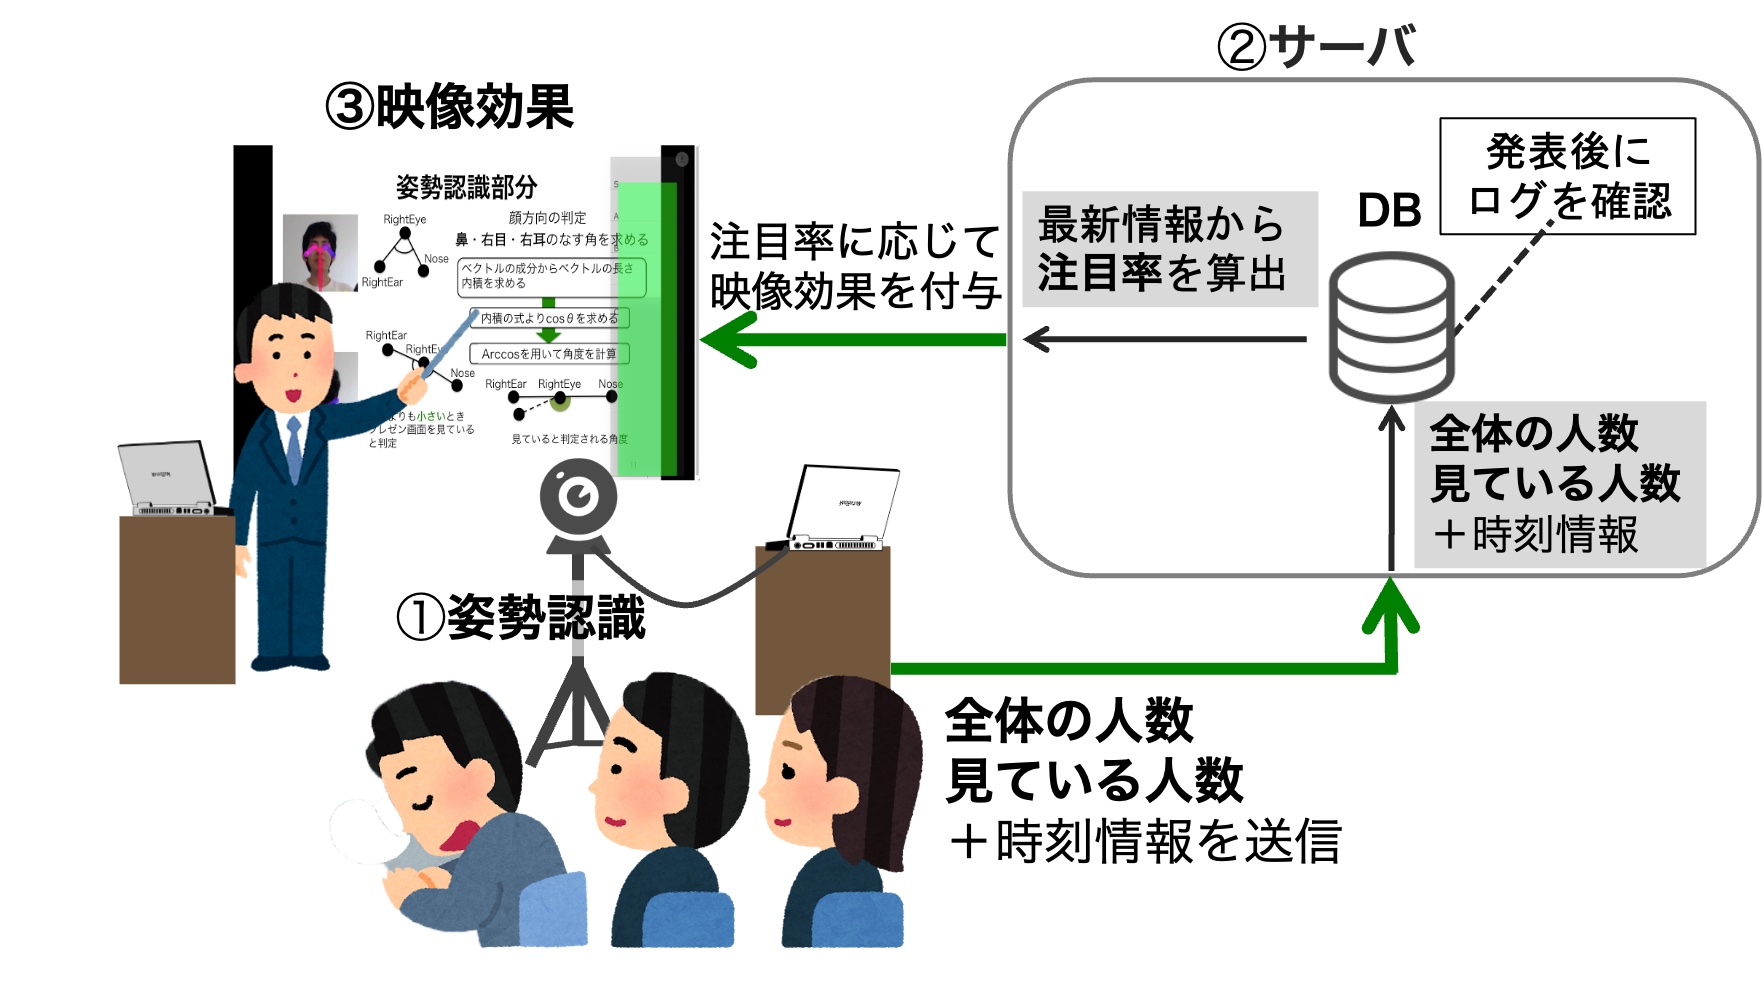 ②サーバ
③映像効果
発表後に
ログを確認
DB
最新情報から
注目率を算出
注目率に応じて
映像効果を付与
全体の人数
見ている人数
＋時刻情報
姿勢認識部分
顔方向の判定
鼻・右目・右耳のなす角を求める
RightEye
Nose
RightEar
ベクトルの成分からベクトルの長さ
内積を求める
内積の式よりcosθを求める
Arccosを用いて角度を計算
RightEar
RightEy
Nose
RightEar RightEye Nose
よりも小さいとき
レゼン画面を見ている
と判定
見ていると判定される角度
11
①姿勢認識
全体の人数
見ている人数
＋時刻情報を送信